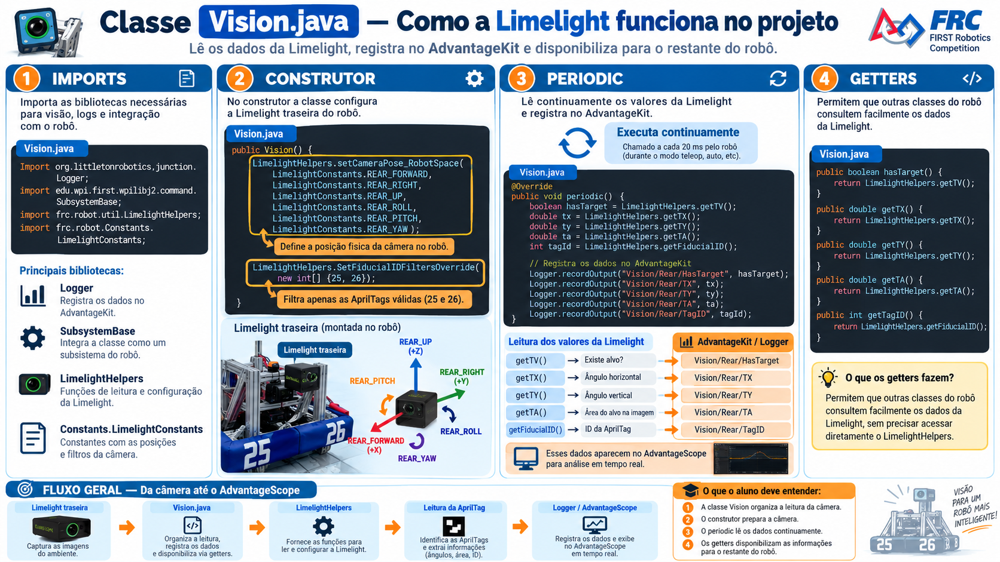 Classe Vision.java — Como a Limelight funciona no projeto
Lê os dados da Limelight, registra no AdvantageKit e disponibiliza para o restante do robô.
FRC
FIRST Robotics
Competition
1 IMPORTS
Importa as bibliotecas necessárias
para visão, logs e integração
com o robô.
Vision.java
Import org.littletonrobotics,junction.
Logger;
import edu.wpi.first.wpilibj2.command.
SubsystemBase;
import frc.robot.util.LimelightHelpers;
import frc.robot.Constants.
LimelightConstants;
Principais bibliotecas:
Logger
Registra os dados no
AdvantageKit.
SubsystemBase
Integra a classe como um
subsistema do robô.
LimelightHelpers
Funções de leitura e configuração
da Limelight.
Constants.LimelightConstants
Constantes com as posições
e filtros da câmera.
2 CONSTRUTOR
No construtor a classe configura
a Limelight traseira do robô.
Vision.java
public Vision() {
LimelightHelpers.setCameraPose_RobotSpace(
LimelightConstants.REAR_FORWARD,
LimelightConstants.REAR_RIGHT,
LimelightConstants.REAR_UP,
LimelightConstants.REAR_ROLL,
LimelightConstants.REAR_PITCH,
LimelightConstants.REAR_YAW );
Define a posição fisica da câmera no robô.
LimelightHelpers.SetFiducialIDFiltersOverride(
new int[] {25, 26});
Filtra apenas as AprilTags válidas (25 e 26).
}
Limelight traseira (montada no robô)
Limelight traseira
25
26
REAR_UP
(+Z)
REAR_RIGHT
(+Y)
REAR_PITCH
REAR_ROLL
REAR_FORWARD
(+X)
REAR_YAW
3 PERIODIC
Lê continuamente os valores da Limelight
e registra no AdvantageKit.
Executa continuamente
Chamado a cada 20 ms pelo robô
(durante o modo teleop, auto, etc).
Vision.java
@Override
public void periodic() {
boolean hasTarget = LimelightHelpers.getTV();
double tx = LimelightHelpers.getTX();
double ty = LimelightHelpers.getTY();
double ta = LimelightHelpers.getTA();
int tagId = LimelightHelpers.getFiducialID();
// Registra os dados no AdvantageKit
Logger.recordOutput("Vision/Rear/HasTarget", hasTarget);
Logger.recordOutput("Vision/Rear/TX", tx);
Logger.recordOutput("Vision/Rear/TY", ty);
Logger.recordOutput("Vision/Rear/TA", ta);
Logger.recordOutput("Vision/Rear/TagID", tagId);
}
Leitura dos valores da Limelight
AdvantageKit / Logger
getTV() → Existe alvo? → Vision/Rear/HasTarget
getTX() → Ângulo horizontal → Vision/Rear/TX
getTY() → Ângulo vertical → Vision/Rear/TY
getTA() → Área do alvo na imagem → Vision/Rear/TA
getFiducialID() → ID da AprilTag → Vision/Rear/TagID
Esses dados aparecem no AdvantageScope
para análise em tempo real.
4 GETTERS </>
Permitem que outras classes do robô
consultem facilmente os dados
da Limelight.
Vision.java
public boolean hasTarget() {
return LimelightHelpers.getTV();
}
public double getTX() {
return LimelightHelpers.getTX();
}
public double getTY() {
return LimelightHelpers.getTY();
}
public double getTA() {
return LimelightHelpers.getTA();
}
public int getTagID() {
return LimelightHelpers.getFiducialID();
}
O que os getters fazem?
Permitem que outras classes do robô
consultem facilmente os dados da
Limelight, sem precisar acessar
diretamente o LimelightHelpers.
FLUXO GERAL — Da câmera até o AdvantageScope
Limelight traseira
Captura as imagens
do ambiente.
Vision.java
</>
Organiza a leitura,
registra os dados
e disponibiliza via getters.
LimelightHelpers
Fornece as funções para
ler e configurar a Limelight.
Leitura da AprilTag
Identifica as AprilTags
e extrai informações
(ângulos, área, ID).
Logger / AdvantageScope
Registra os dados e exibe
no AdvantageScope
em tempo real.
O que o aluno deve entender:
1 A classe Vision organiza a leitura da câmera.
2 O construtor prepara a câmera.
3 O periodic lê os dados continuamente.
4 Os getters disponibilizam as informações
para o restante do robô.
VISÃO
PARA UM
ROBÔ MAIS
INTELIGENTE!
25
26